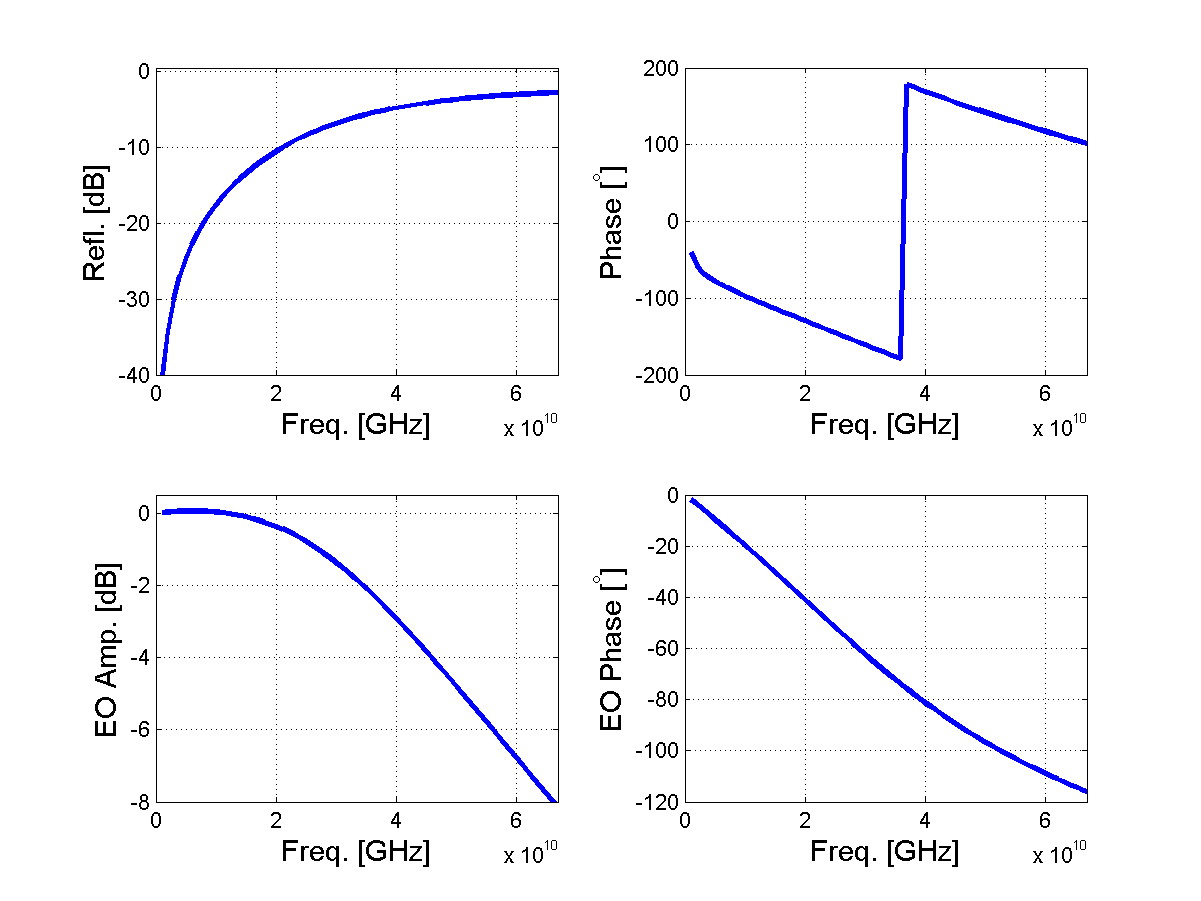 0
-10
-20
-30
-40
Refl. [dB]
0 2 4 6
Freq. [GHz]
x 10^10
200
100
0
-100
-200
Phase [°]
0 2 4 6
Freq. [GHz]
x 10^10
0
-2
-4
-6
-8
EO Amp. [dB]
0 2 4 6
Freq. [GHz]
x 10^10
0
-20
-40
-60
-80
-100
-120
EO Phase [°]
0 2 4 6
Freq. [GHz]
x 10^10